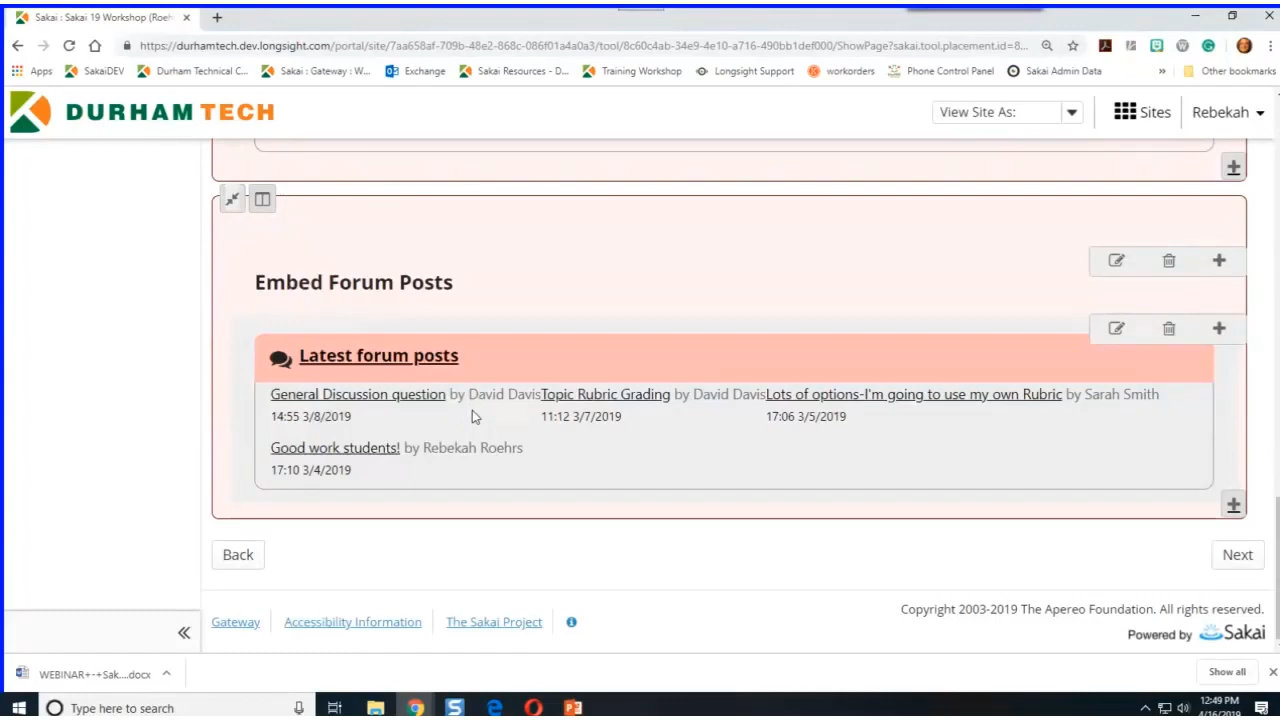 Sakai : Sakai 19 Workshop (Roeh
https://durhamtech.dev.longsight.com/portal/site/7aa658af-709b-48e2-868c-086f01a4a0a3/tool/8c60c4ab-34e9-4e10-a716-490bb1def000/ShowPage?sakai.tool.placement.id=8...
Apps SakaiDEV Durham Technical C... Sakai : Gateway : W... Exchange Sakai Resources - D... Training Workshop Longsight Support workorders Phone Control Panel Sakai Admin Data » Other bookmarks
DURHAM TECH View Site As: Sites Rebekah
Embed Forum Posts
Latest forum posts
General Discussion question by David Davis Topic Rubric Grading by David Davis Lots of options-I'm going to use my own Rubric by Sarah Smith
14:55 3/8/2019 11:12 3/7/2019 17:06 3/5/2019
Good work students! by Rebekah Roehrs
17:10 3/4/2019
Back Next
Gateway Accessibility Information The Sakai Project
Copyright 2003-2019 The Apereo Foundation. All rights reserved.
Powered by Sakai
WEBINAR+-+Sak....docx Show all
Type here to search 12:49 PM
4/16/2019